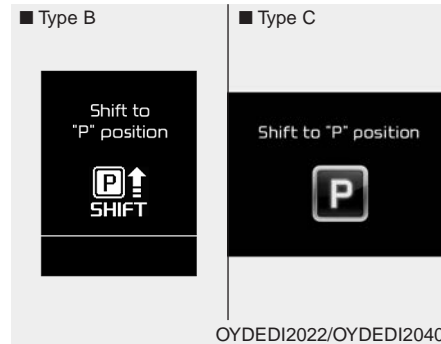 ■ Type B
Shift to
"P" position
P
SHIFT
■ Type C
Shift to "P" position
P
OYDEDI2022/OYDEDI2040